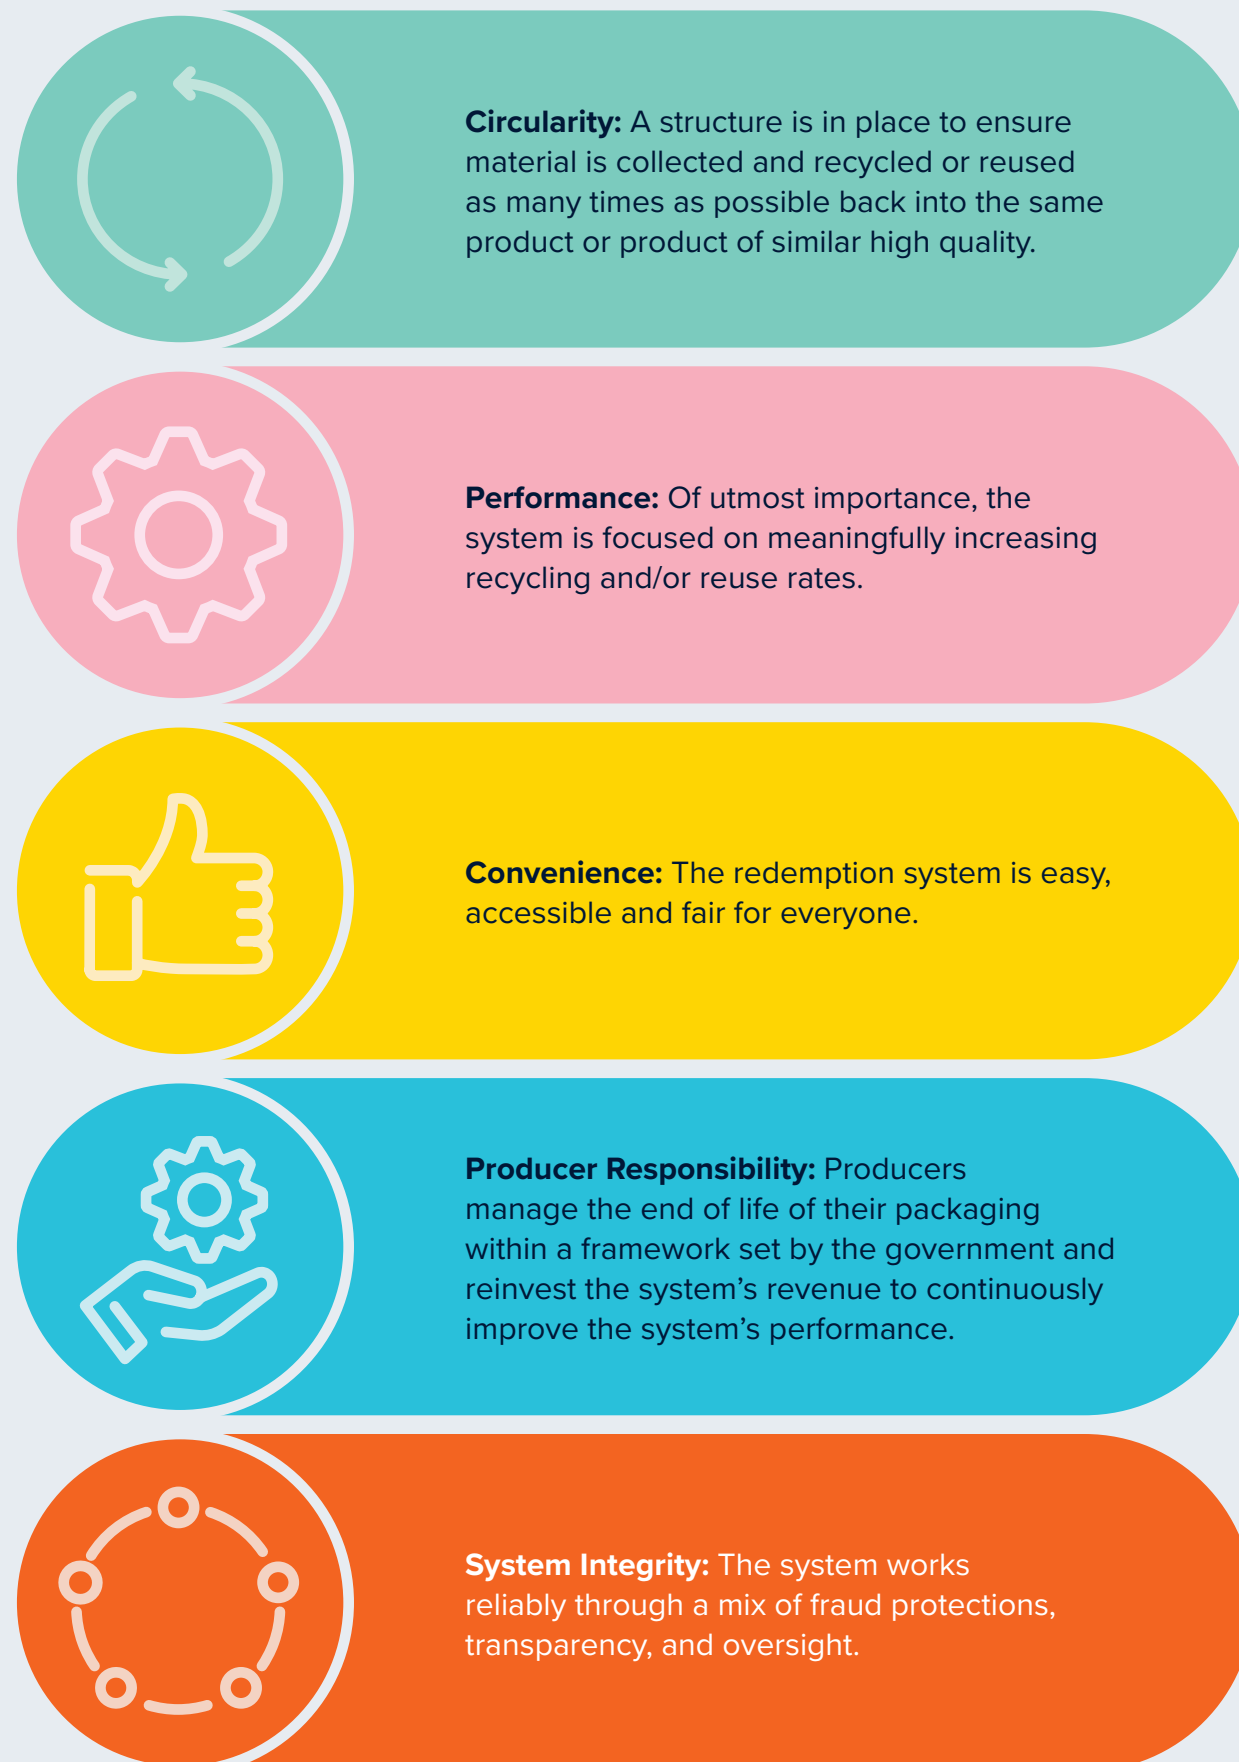 Circularity: A structure is in place to ensure
material is collected and recycled or reused
as many times as possible back into the same
product or product of similar high quality.
Performance: Of utmost importance, the
system is focused on meaningfully increasing
recycling and/or reuse rates.
Convenience: The redemption system is easy,
accessible and fair for everyone.
Producer Responsibility: Producers
manage the end of life of their packaging
within a framework set by the government and
reinvest the system’s revenue to continuously
improve the system’s performance.
System Integrity: The system works
reliably through a mix of fraud protections,
transparency, and oversight.